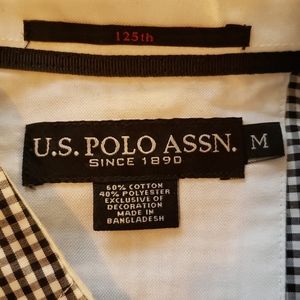 125th
U.S. POLO ASSN.
SINCE 1890
M
60% COTTON
40% POLYESTER
EXCLUSIVE OF
DECORATION
MADE IN
BANGLADESH